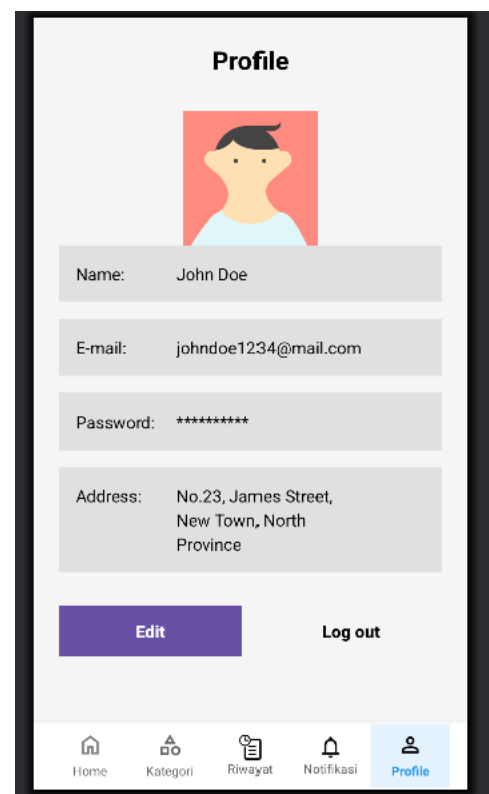 Profile
Name: John Doe
E-mail: johndoe1234@mail.com
Password: **********
Address: No.23, James Street,
New Town, North
Province
Edit Log out
Home Kategori Riwayat Notifikasi Profile